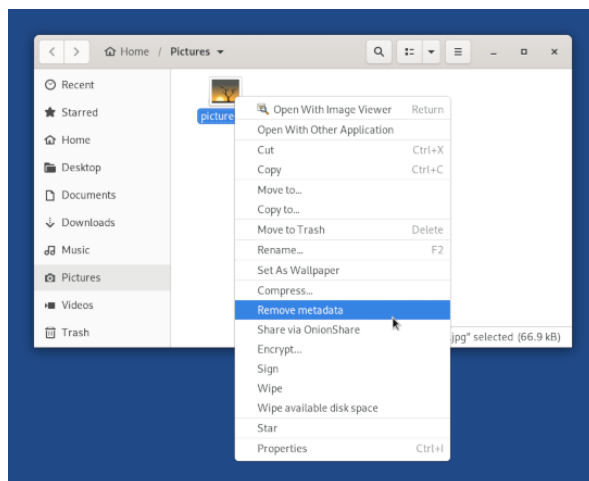 Home / Pictures
Recent
Starred
Home
Desktop
Documents
Downloads
Music
Pictures
Videos
Trash
picture
Open With Image Viewer Return
Open With Other Application
Cut Ctrl+X
Copy Ctrl+C
Move to...
Copy to...
Move to Trash Delete
Rename... F2
Set As Wallpaper
Compress...
Remove metadata
Share via OnionShare
Encrypt...
Sign
Wipe
Wipe available disk space
Star
Properties Ctrl+I
jpg" selected (66.9 kB)